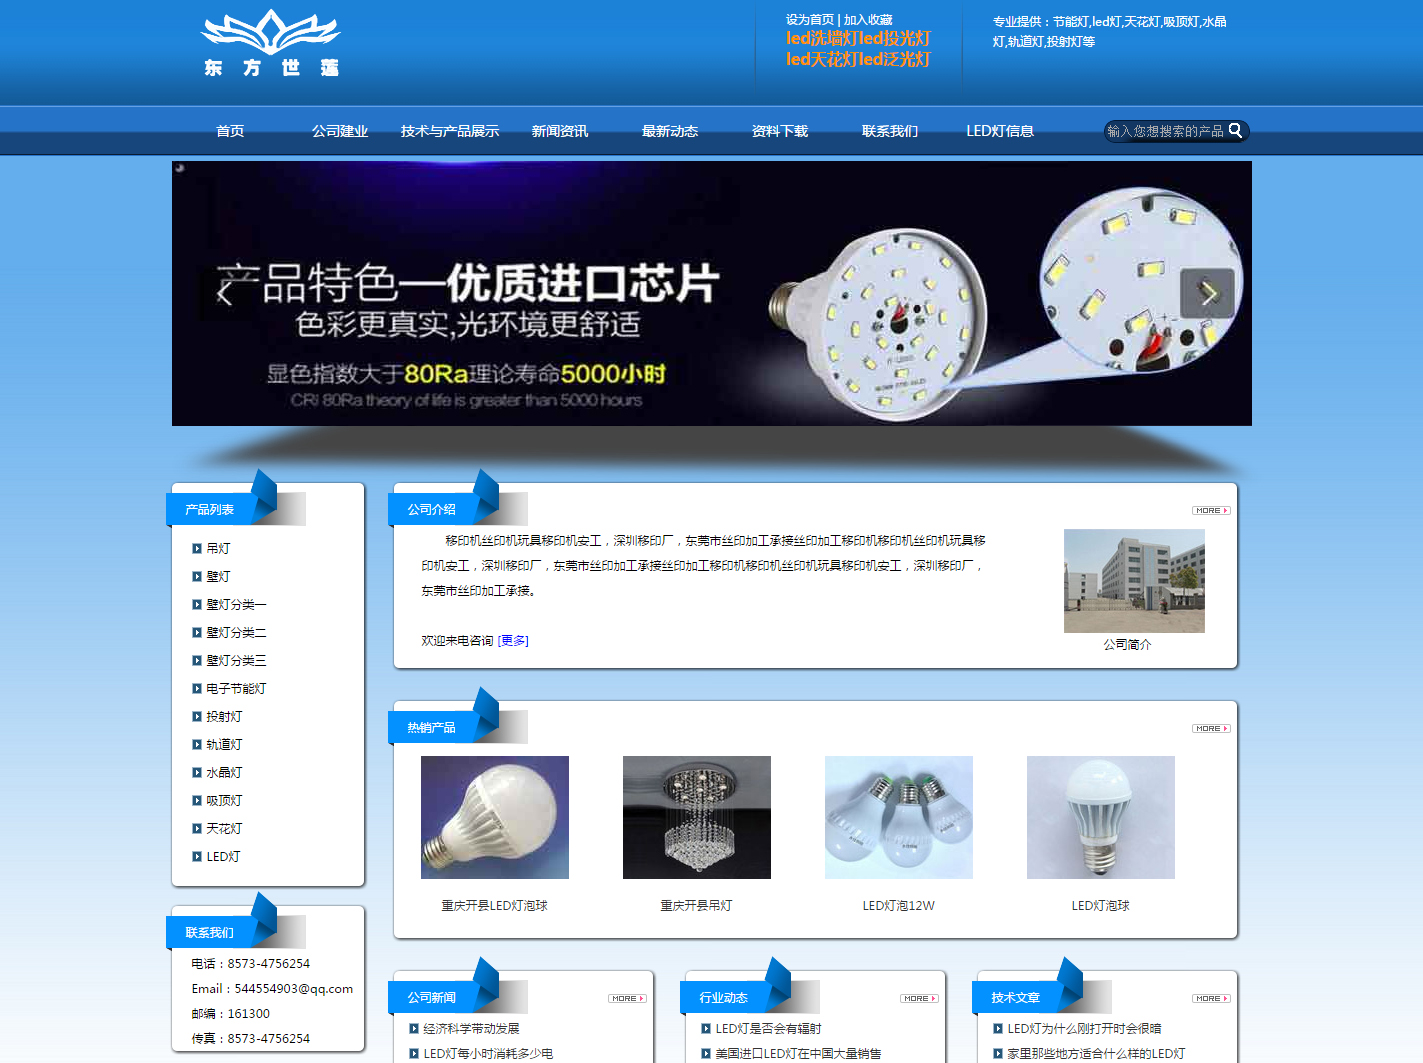 东方世莲
设为首页 | 加入收藏
led洗墙灯led投光灯
led天花灯led泛光灯
专业提供：节能灯,led灯,天花灯,吸顶灯,水晶
灯,轨道灯,投射灯等
首页 公司建业 技术与产品展示 新闻资讯 最新动态 资料下载 联系我们 LED灯信息
输入您想搜索的产品
产品特色—优质进口芯片
色彩更真实,光环境更舒适
显色指数大于80Ra理论寿命5000小时
CRI 80Ra theory of life is greater than 5000 hours
产品列表
吊灯
壁灯
壁灯分类一
壁灯分类二
壁灯分类三
电子节能灯
投射灯
轨道灯
水晶灯
吸顶灯
天花灯
LED灯
联系我们
电话：8573-4756254
Email：544554903@qq.com
邮编：161300
传真：8573-4756254
公司介绍
MORE
移印机丝印机玩具移印机安工，深圳移印厂，东莞市丝印加工承接丝印加工移印机移印机丝印机玩具移
印机安工，深圳移印厂，东莞市丝印加工承接丝印加工移印机移印机丝印机玩具移印机安工，深圳移印厂，
东莞市丝印加工承接。
欢迎来电咨询 [更多]
公司简介
热销产品
MORE
重庆开县LED灯泡球
重庆开县吊灯
LED灯泡12W
LED灯泡球
公司新闻
MORE
经济科学带动发展
LED灯每小时消耗多少电
行业动态
MORE
LED灯是否会有辐射
美国进口LED灯在中国大量销售
技术文章
MORE
LED灯为什么刚打开时会很暗
家里那些地方适合什么样的LED灯